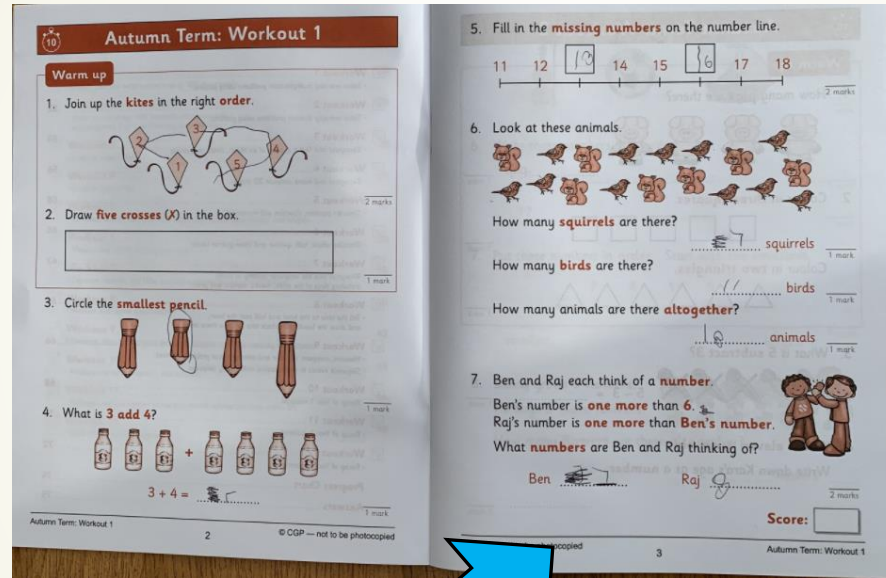 10
Autumn Term: Workout 1
Warm up
1. Join up the kites in the right order.
2
3
4
1
5
2 marks
2. Draw five crosses (X) in the box.
1 mark
3. Circle the smallest pencil.
1 mark
4. What is 3 add 4?
+
3 + 4 =
1 mark
Autumn Term: Workout 1
2
© CGP — not to be photocopied
5. Fill in the missing numbers on the number line.
11 12 13 14 15 16 17 18
2 marks
6. Look at these animals.
How many squirrels are there?
7 squirrels
1 mark
How many birds are there?
11 birds
1 mark
How many animals are there altogether?
18 animals
1 mark
7. Ben and Raj each think of a number.
Ben's number is one more than 6.
Raj's number is one more than Ben's number.
What numbers are Ben and Raj thinking of?
Ben 7 Raj 8
2 marks
Score:
3
Autumn Term: Workout 1